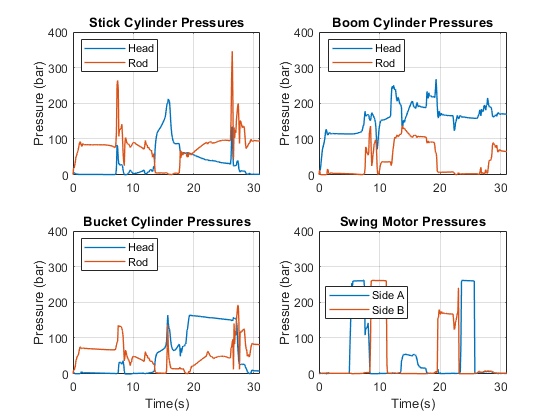 Stick Cylinder Pressures
Pressure (bar)
400
300
200
100
0
0 10 20 30
Head
Rod
Boom Cylinder Pressures
Pressure (bar)
400
300
200
100
0
0 10 20 30
Head
Rod
Bucket Cylinder Pressures
Pressure (bar)
400
300
200
100
0
0 10 20 30
Time(s)
Head
Rod
Swing Motor Pressures
Pressure (bar)
400
300
200
100
0
0 10 20 30
Time(s)
Side A
Side B